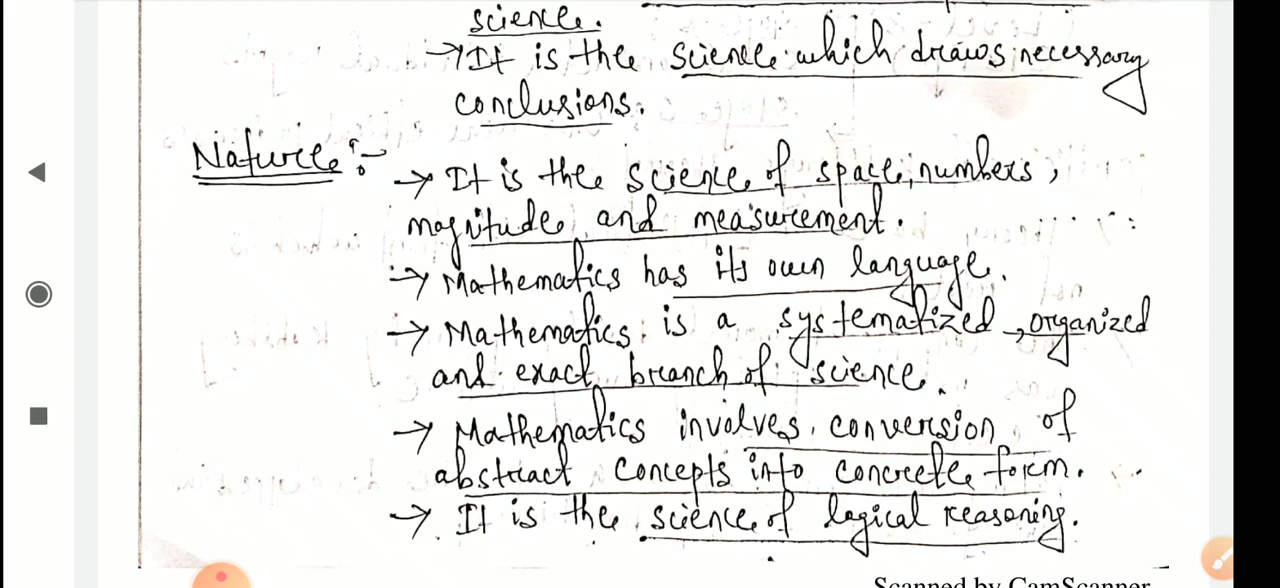 science.
→ It is the science which draws necessary
conclusions.
Nature :-
→ It is the science of space, numbers,
magnitude and measurement.
→ Mathematics has its own language.
→ Mathematics is a systematized, organized
and exact branch of science.
→ Mathematics involves conversion of
abstract concepts into concrete form.
→ It is the science of logical reasoning.
Scanned by CamScanner